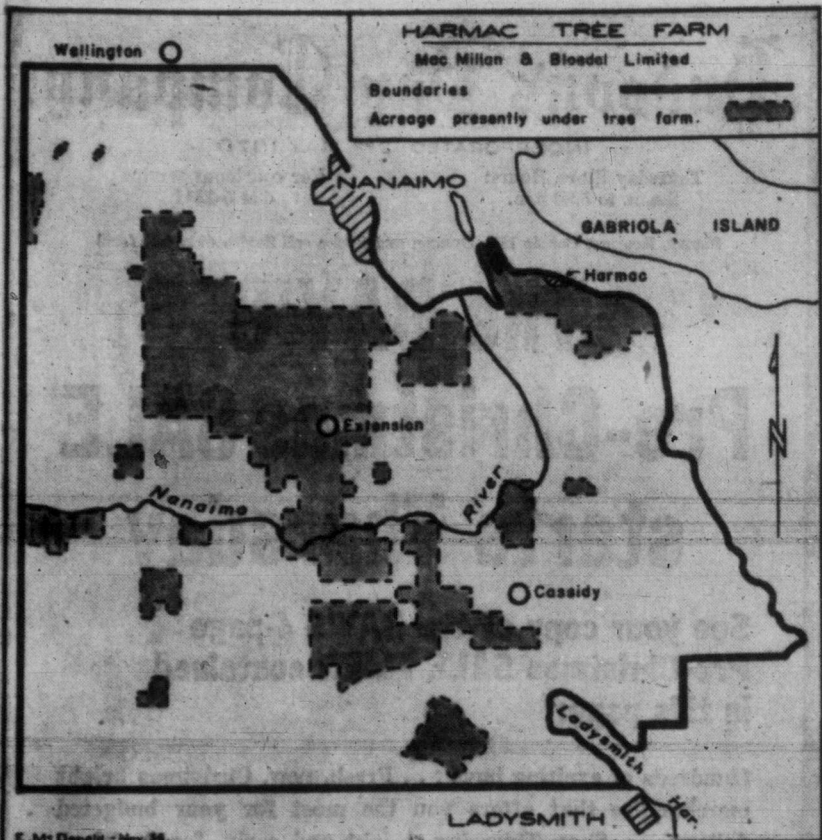 HARMAC TREE FARM
Mac Millan & Bloedel Limited
Boundaries
Acreage presently under tree farm.
Wellington
NANAIMO
GABRIOLA ISLAND
Harmac
Extension
N
Nanaimo River
Cassidy
Ladysmith Har.
LADYSMITH